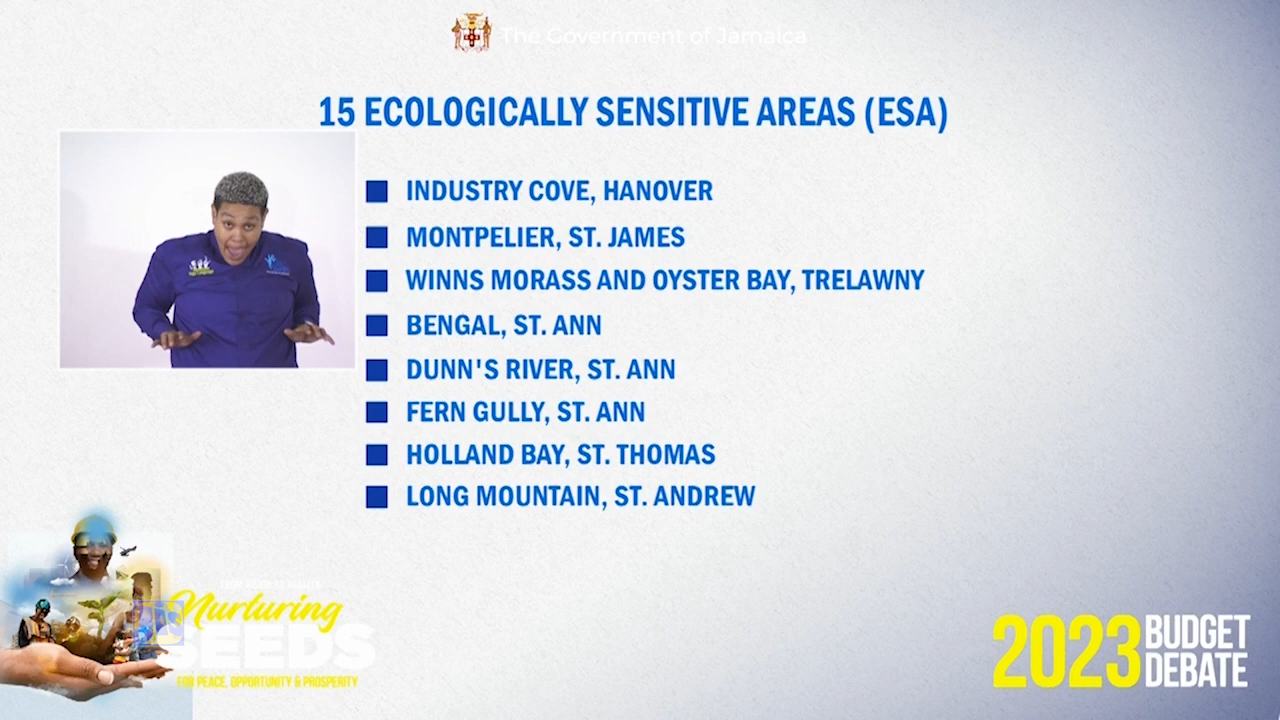 The Government of Jamaica
15 ECOLOGICALLY SENSITIVE AREAS (ESA)
INDUSTRY COVE, HANOVER
MONTPELIER, ST. JAMES
WINNS MORASS AND OYSTER BAY, TRELAWNY
BENGAL, ST. ANN
DUNN'S RIVER, ST. ANN
FERN GULLY, ST. ANN
HOLLAND BAY, ST. THOMAS
LONG MOUNTAIN, ST. ANDREW
Nurturing
SEEDS
FOR PEACE, OPPORTUNITY & PROSPERITY
2023 BUDGET
DEBATE